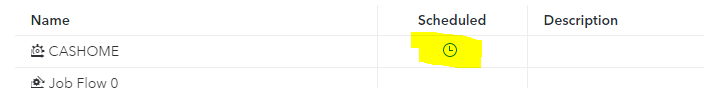 Name Scheduled Description
CASHOME
Job Flow 0